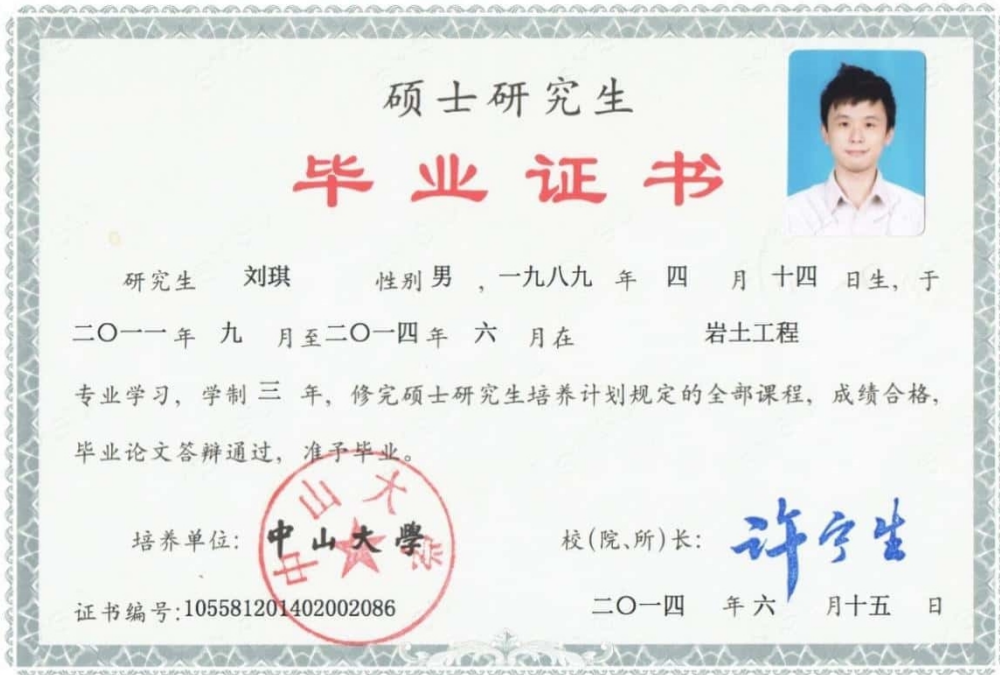 硕士研究生
毕业证书
研究生 刘琪 性别 男 , 一九八九 年 四 月 十四 日生, 于
二〇一一 年 九 月至 二〇一四 年 六 月在 岩土工程
专业学习, 学制 三 年, 修完硕士研究生培养计划规定的全部课程, 成绩合格,
毕业论文答辩通过, 准予毕业。
中山大学
培养单位: 中山大学 校(院、所)长: 许宁生
证书编号:105581201402002086 二〇一四 年 六 月 十五 日